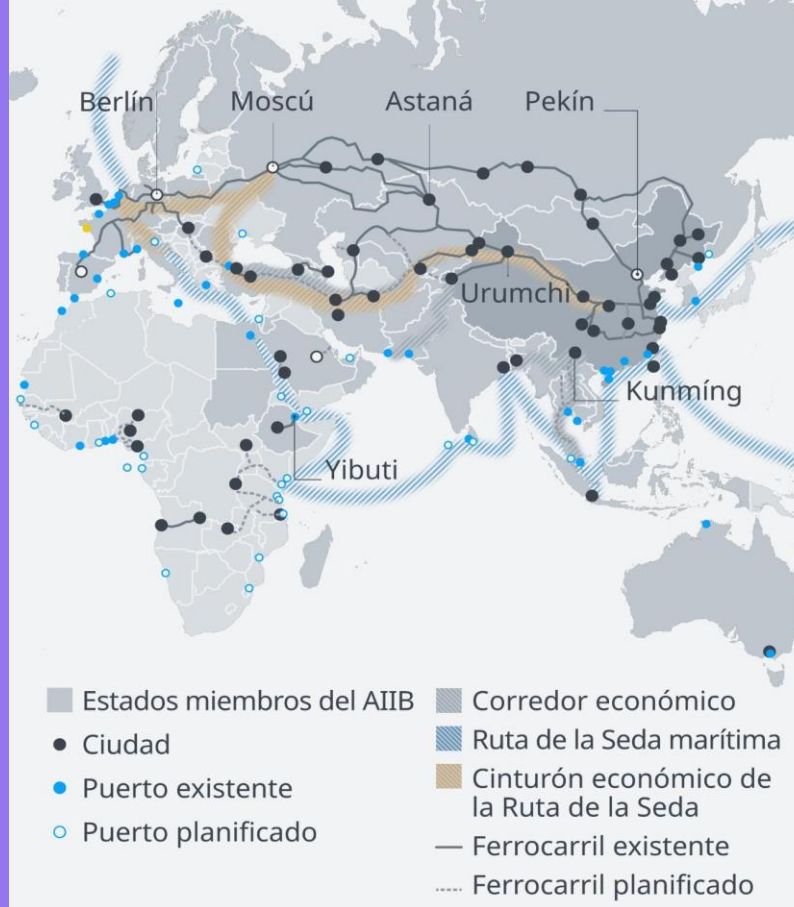 Berlín
Moscú
Astaná
Pekín
Urumchi
Kunmíng
Yibuti
Estados miembros del AIIB
Ciudad
Puerto existente
Puerto planificado
Corredor económico
Ruta de la Seda marítima
Cinturón económico de
la Ruta de la Seda
Ferrocarril existente
Ferrocarril planificado